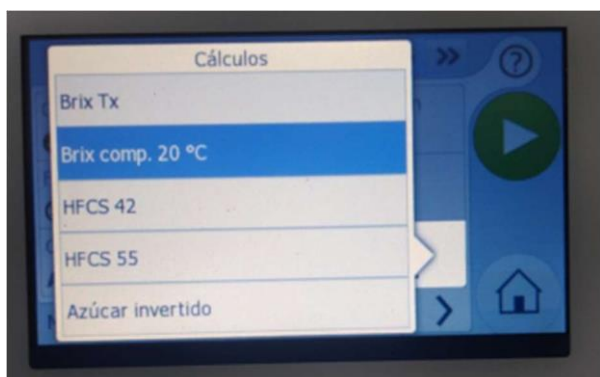 Cálculos
Brix Tx
Brix comp. 20 °C
HFCS 42
HFCS 55
Azúcar invertido
?